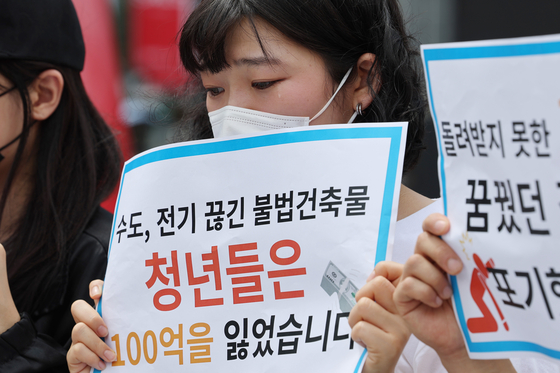 수도, 전기 끊긴 불법건축물
청년들은
100억을 잃었습니다
돌려받지 못한
꿈꿨던
포기